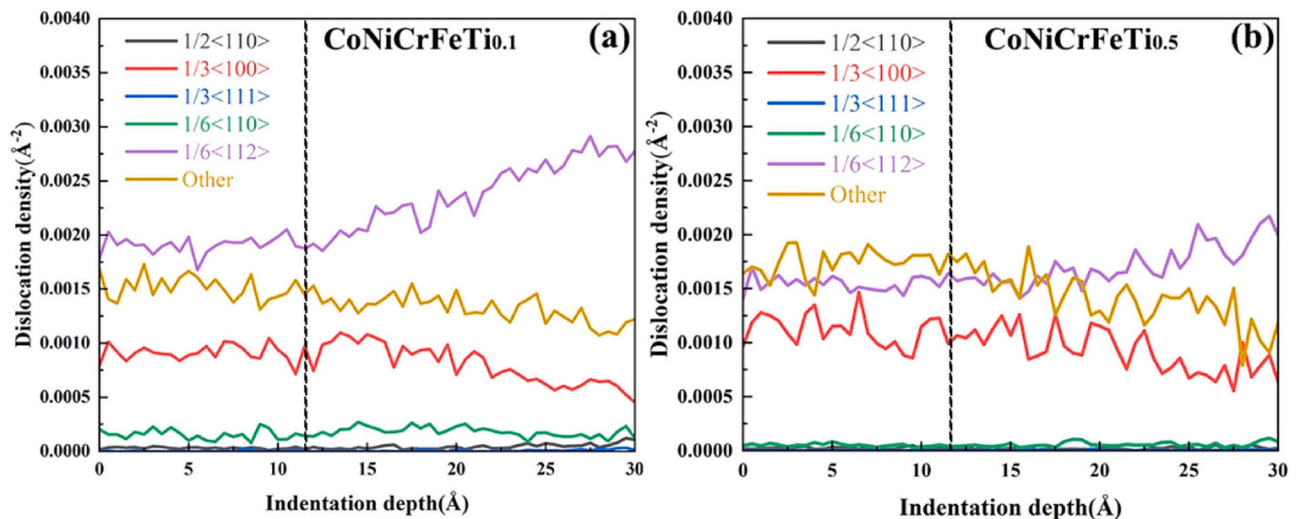 CoNiCrFeTi0.1
(a)
1/2<110>
1/3<100>
1/3<111>
1/6<110>
1/6<112>
Other
Dislocation density(Å-2)
0.0040
0.0035
0.0030
0.0025
0.0020
0.0015
0.0010
0.0005
0.0000
0 5 10 15 20 25 30
Indentation depth(Å)
CoNiCrFeTi0.5
(b)
1/2<110>
1/3<100>
1/3<111>
1/6<110>
1/6<112>
Other
Dislocation density(Å-2)
0.0040
0.0035
0.0030
0.0025
0.0020
0.0015
0.0010
0.0005
0.0000
0 5 10 15 20 25 30
Indentation depth(Å)